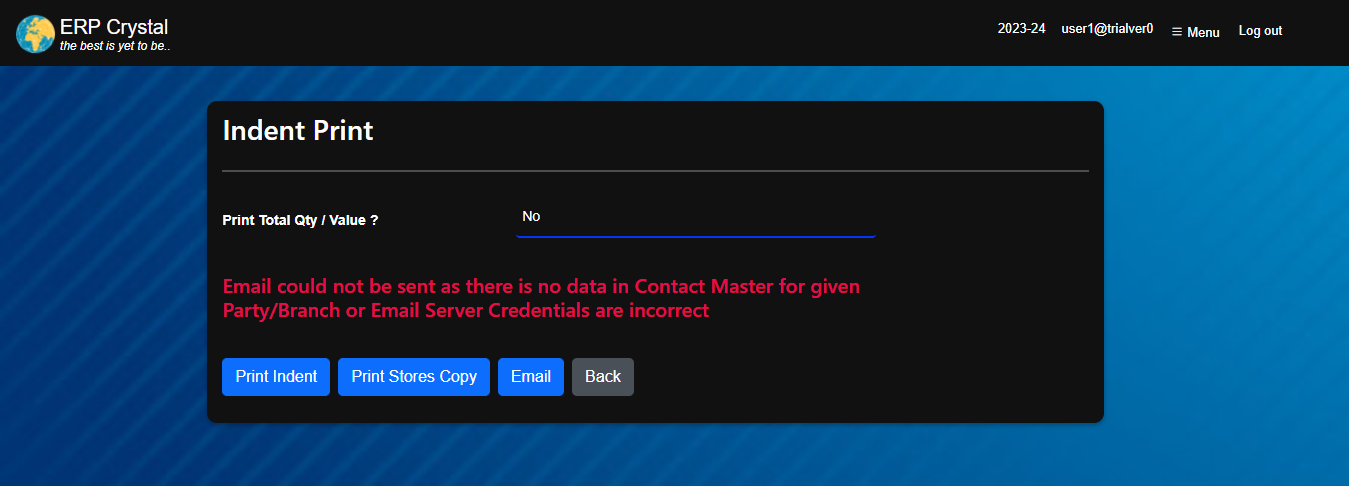 ERP Crystal
the best is yet to be..
2023-24 user1@trialver0 ☰ Menu Log out
Indent Print
Print Total Qty / Value ? No
Email could not be sent as there is no data in Contact Master for given
Party/Branch or Email Server Credentials are incorrect
Print Indent Print Stores Copy Email Back